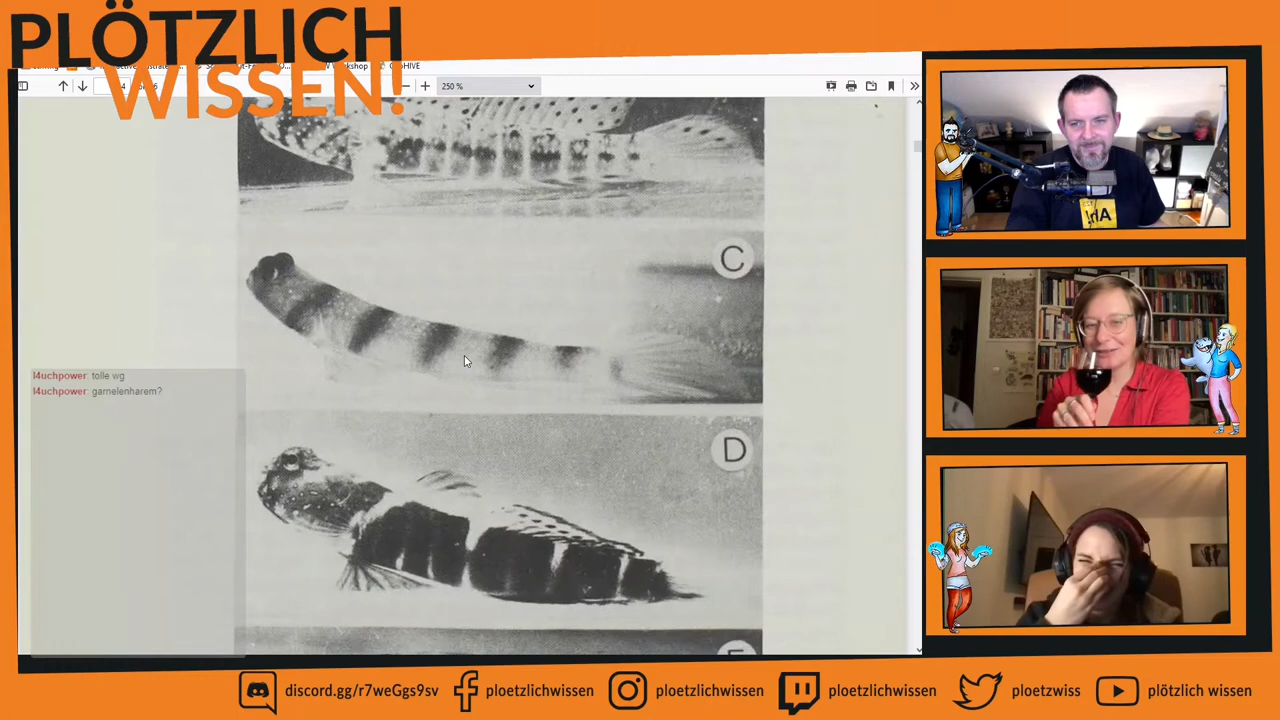 PLÖTZLICH
WISSEN!
250 %
C
l4uchpower: tolle wg
l4uchpower: garnelenharem?
D
discord.gg/r7weGgs9sv
ploetzlichwissen
ploetzlichwissen
ploetzlichwissen
ploetzwiss
plötzlich wissen